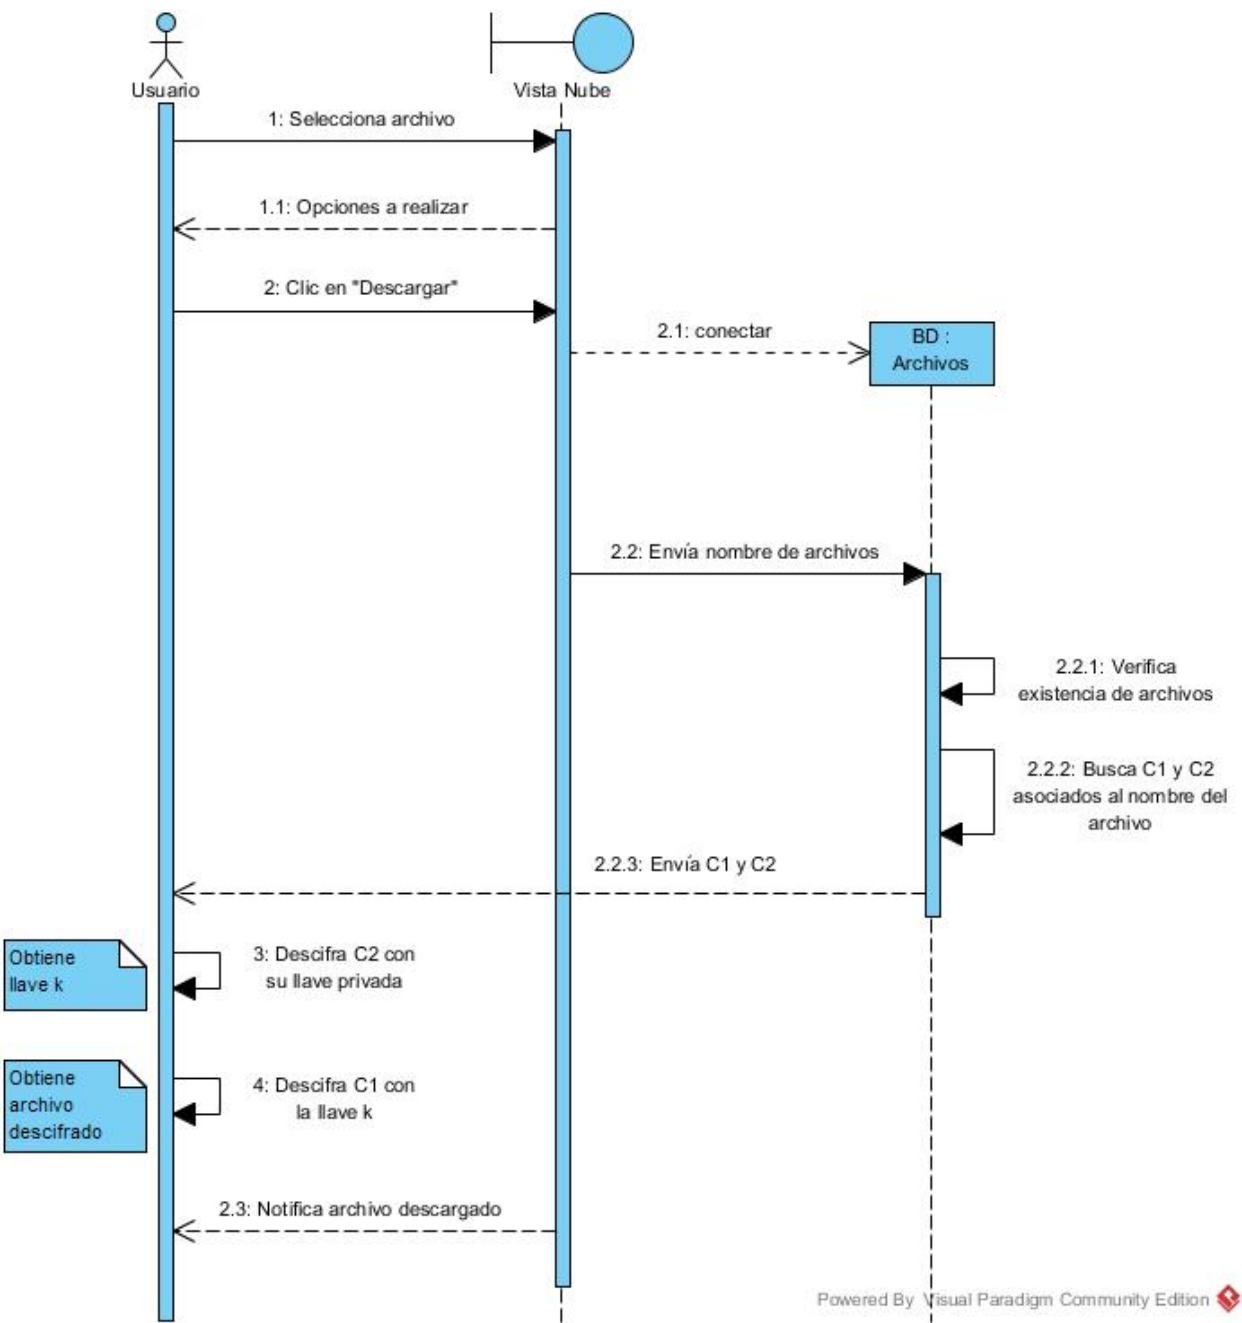 Usuario
Vista Nube
1: Selecciona archivo
1.1: Opciones a realizar
2: Clic en "Descargar"
2.1: conectar
BD :
Archivos
2.2: Envía nombre de archivos
2.2.1: Verifica
existencia de archivos
2.2.2: Busca C1 y C2
asociados al nombre del
archivo
2.2.3: Envía C1 y C2
Obtiene
llave k
3: Descifra C2 con
su llave privada
Obtiene
archivo
descifrado
4: Descifra C1 con
la llave k
2.3: Notifica archivo descargado
Powered By Visual Paradigm Community Edition